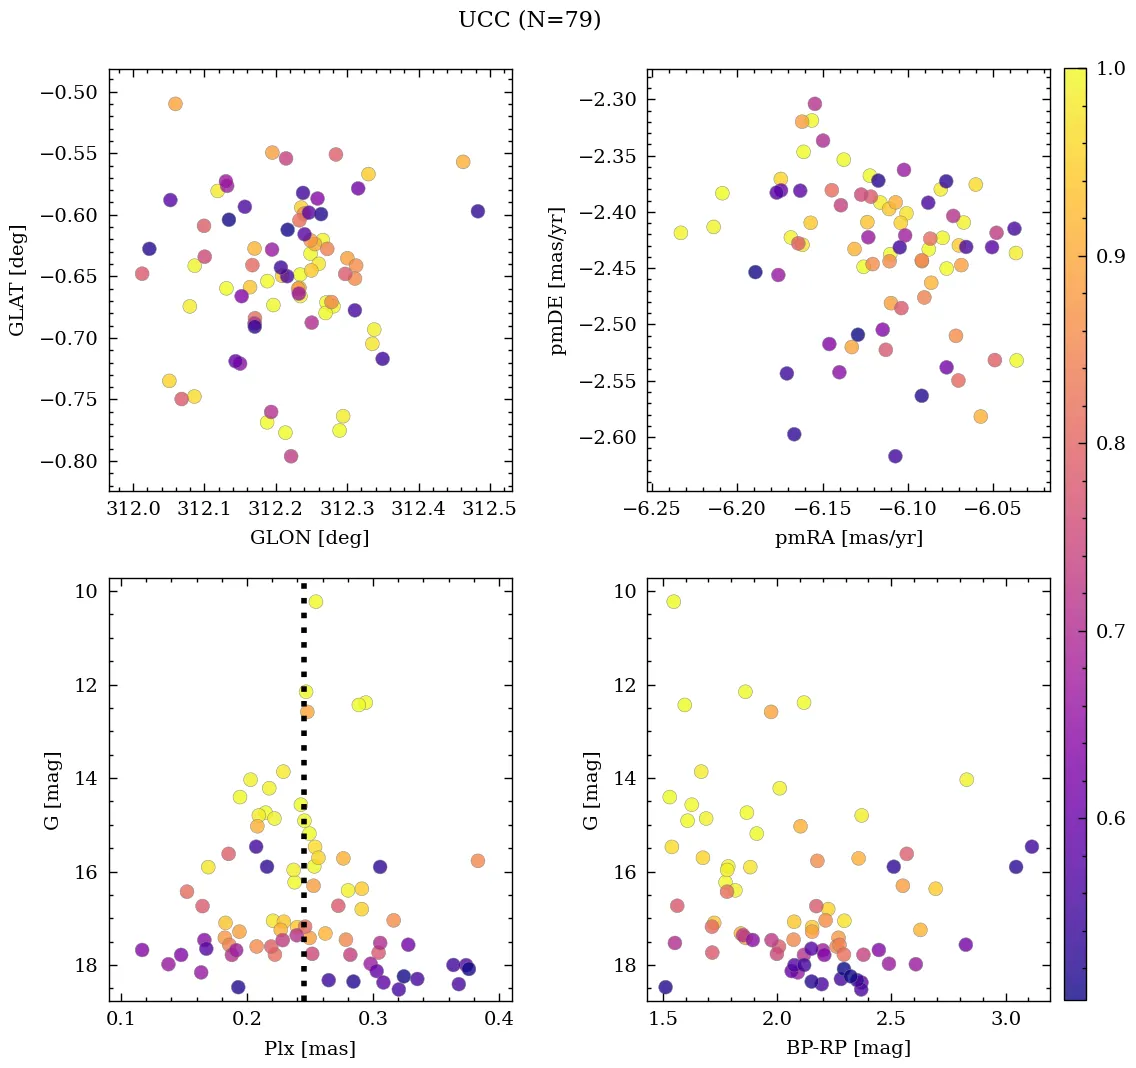 UCC (N=79)
−0.50
−0.55
−0.60
−0.65
−0.70
−0.75
−0.80
GLAT [deg]
312.0 312.1 312.2 312.3 312.4 312.5
GLON [deg]
−2.30
−2.35
−2.40
−2.45
−2.50
−2.55
−2.60
pmDE [mas/yr]
−6.25 −6.20 −6.15 −6.10 −6.05
pmRA [mas/yr]
1.0
0.9
0.8
0.7
0.6
10
12
14
16
18
G [mag]
0.1 0.2 0.3 0.4
Plx [mas]
10
12
14
16
18
G [mag]
1.5 2.0 2.5 3.0
BP-RP [mag]